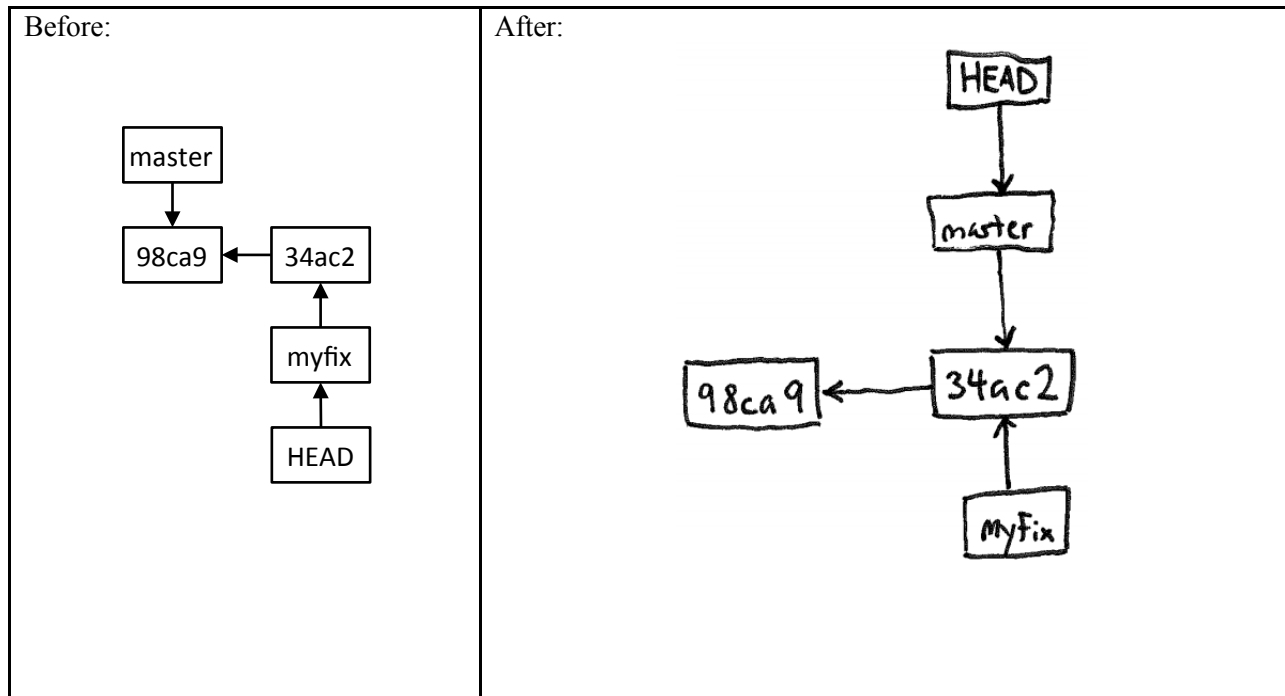 Before:
master
98ca9
34ac2
myfix
HEAD
After:
HEAD
master
98ca9
34ac2
myfix